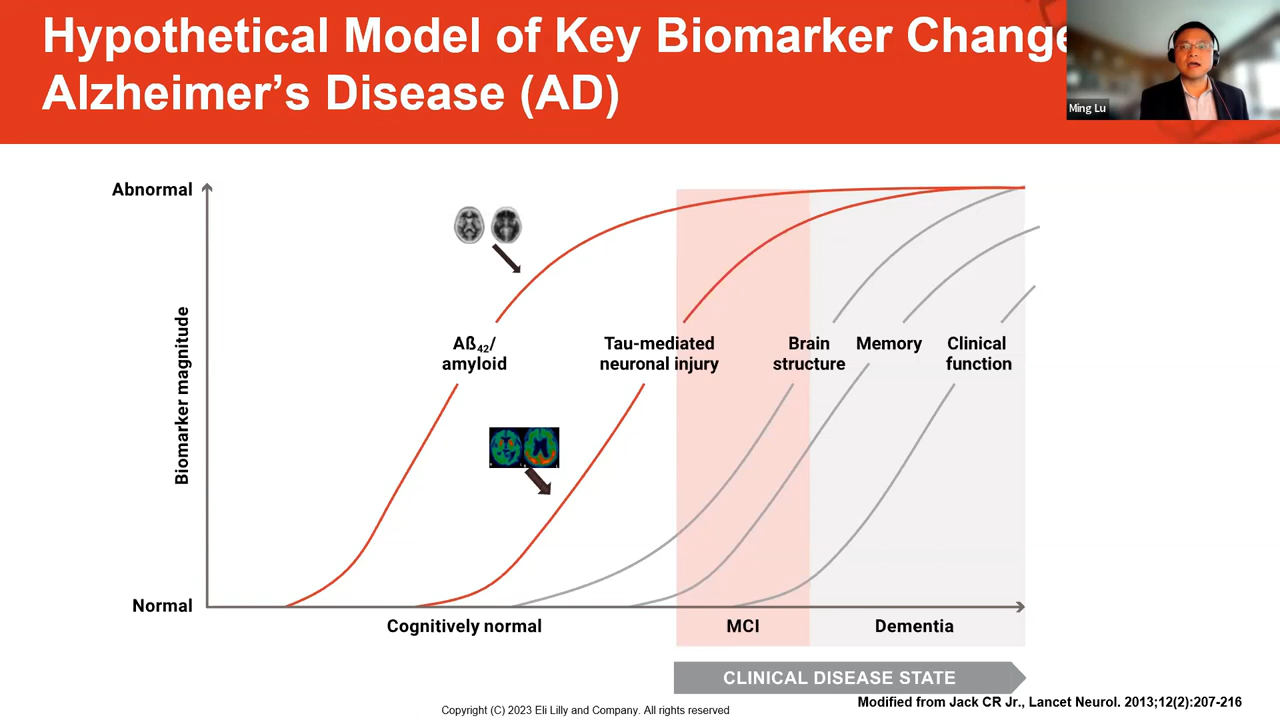 Hypothetical Model of Key Biomarker Change
Alzheimer’s Disease (AD)
Ming Lu
Abnormal
Biomarker magnitude
Normal
Aß₄₂/
amyloid
Tau-mediated
neuronal injury
Brain
structure
Memory
Clinical
function
Cognitively normal
MCI
Dementia
CLINICAL DISEASE STATE
Modified from Jack CR Jr., Lancet Neurol. 2013;12(2):207-216
Copyright (C) 2023 Eli Lilly and Company. All rights reserved